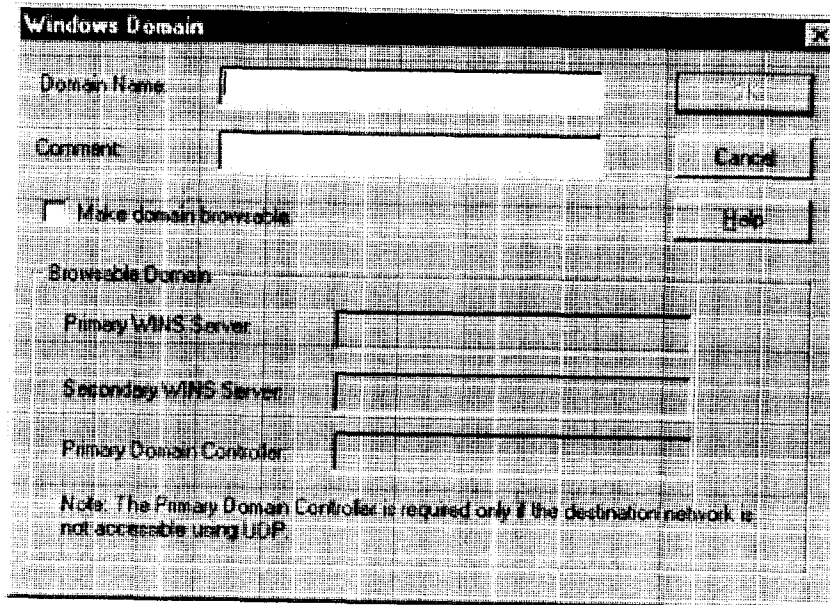 Windows Domain
Domain Name:
Comment:
Cancel
Make domain browsable
Help
Browsable Domain
Primary WINS Server:
Secondary WINS Server:
Primary Domain Controller:
Note: The Primary Domain Controller is required only if the destination network is
not accessible using UDP.